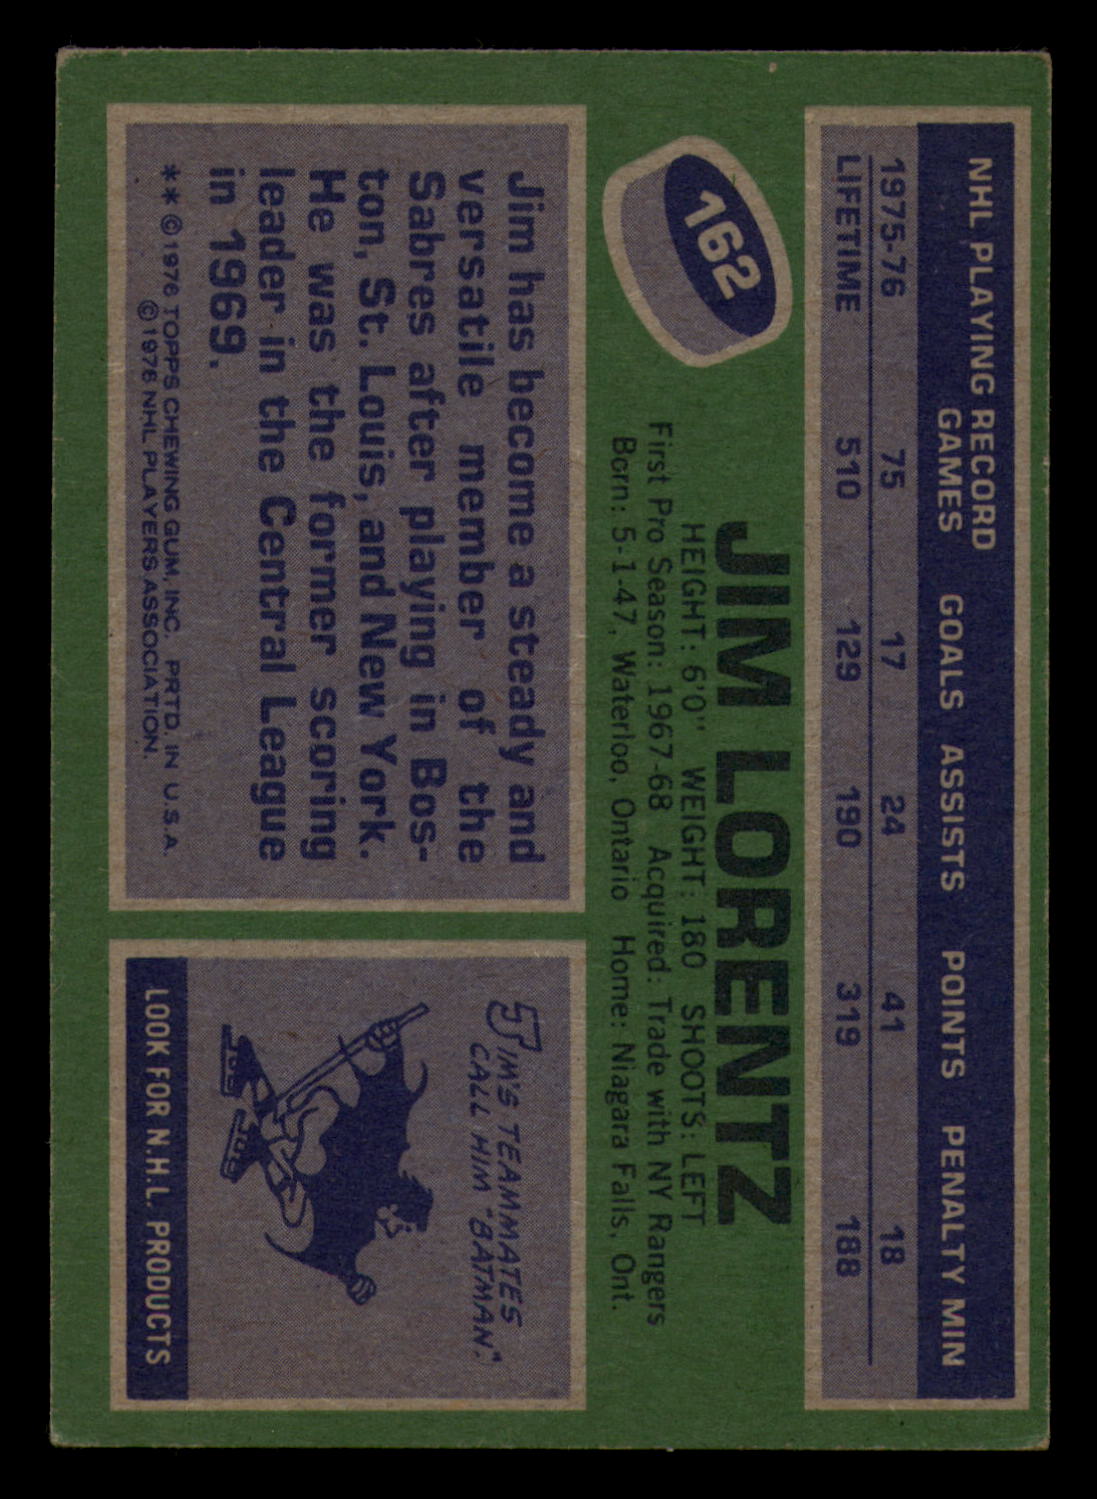 NHL PLAYING RECORD
GAMES GOALS ASSISTS POINTS PENALTY MIN
1975-76 75 17 24 41 18
LIFETIME 510 129 190 319 188
162
JIM LORENTZ
HEIGHT: 6'0" WEIGHT: 180 SHOOTS: LEFT
First Pro Season: 1967-68 Acquired: Trade with NY Rangers
Born: 5-1-47, Waterloo, Ontario Home: Niagara Falls, Ont.
Jim has become a steady and
versatile member of the
Sabres after playing in Bos-
ton, St. Louis, and New York.
He was the former scoring
leader in the Central League
in 1969.
** ©1976 TOPPS CHEWING GUM, INC. PRTD. IN U.S.A.
©1976 NHL PLAYERS ASSOCIATION.
JIM'S TEAMMATES
CALL HIM "BATMAN."
LOOK FOR N.H.L. PRODUCTS